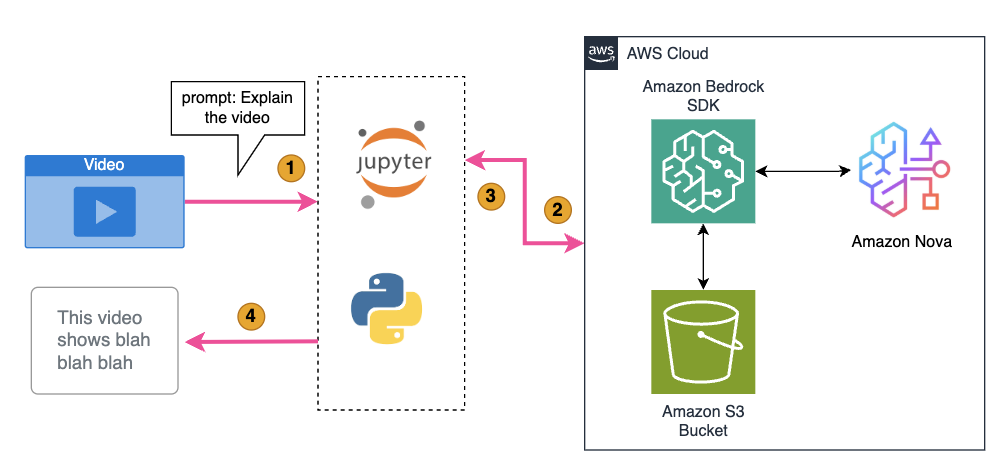 aws
AWS Cloud
Amazon Bedrock
SDK
prompt: Explain
the video
Video
1
jupyter
3
2
Amazon Nova
4
This video
shows blah
blah blah
Amazon S3
Bucket